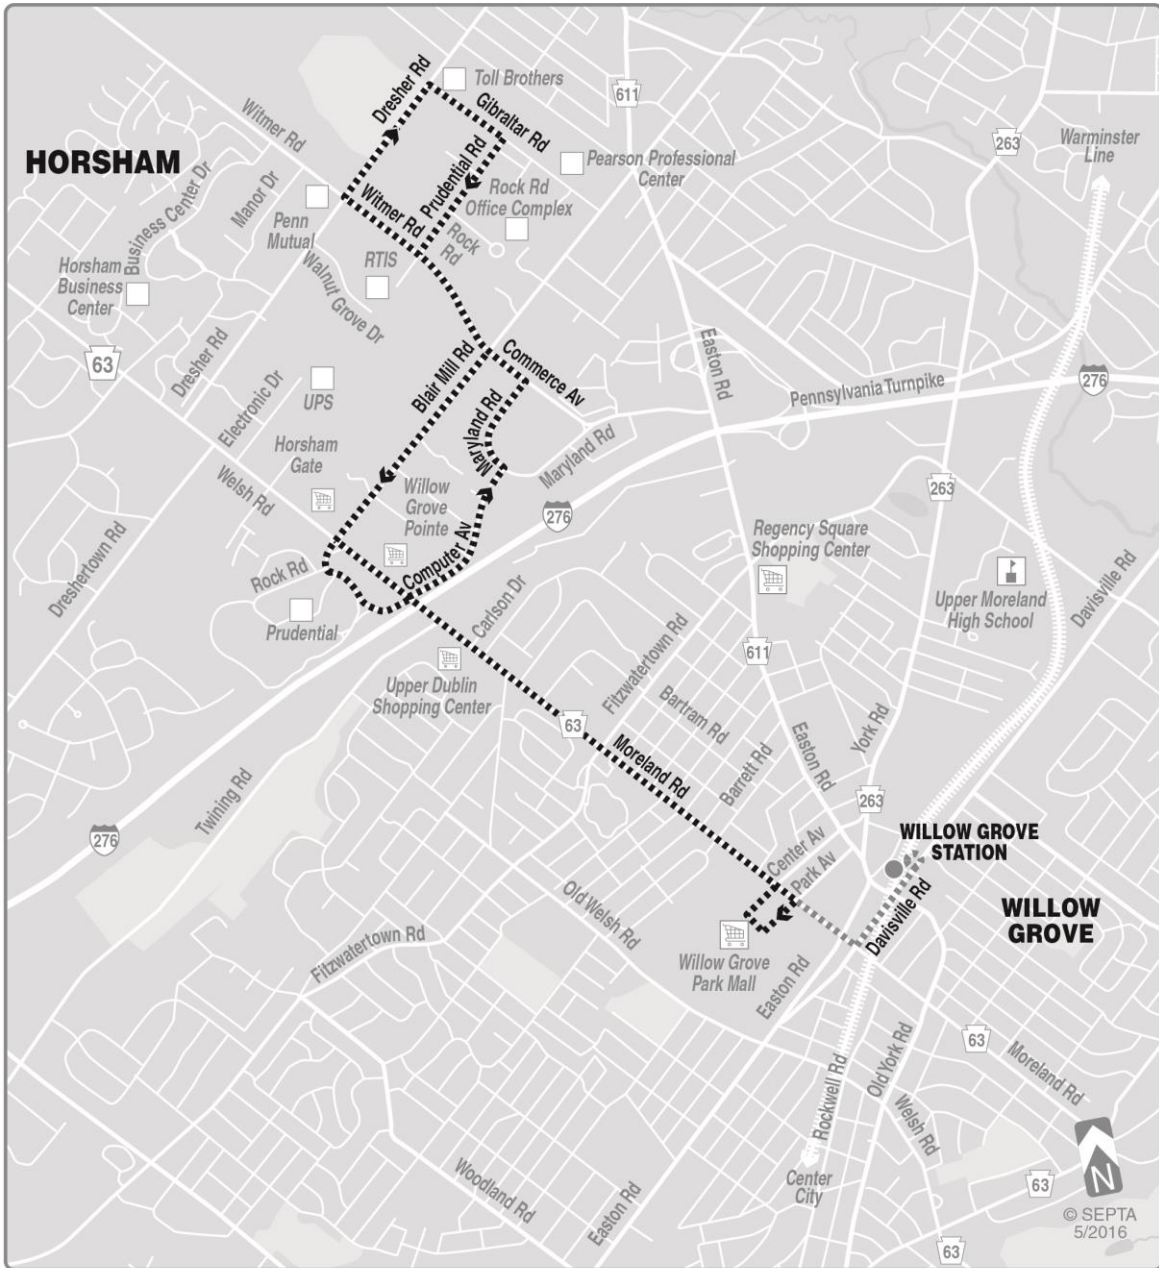 Dresher Rd
Toll Brothers
Gibraltar Rd
611
Witmer Rd
263
Warminster
Line
HORSHAM
Prudential Rd
Pearson Professional
Center
Business Center Dr
Manor Dr
Penn
Mutual
Witmer Rd
Rock Rd
Office Complex
Rock
Rd
RTIS
Walnut Grove Dr
Horsham
Business
Center
63
Dresher Rd
Electronic Dr
UPS
Blair Mill Rd
Commerce Av
Easton Rd
Pennsylvania Turnpike
276
Maryland Rd
Maryland Rd
Horsham
Gate
Welsh Rd
Willow
Grove
Pointe
276
263
Regency Square
Shopping Center
Dreshertown Rd
Rock Rd
Computer Av
Carlson Dr
Prudential
Upper Moreland
High School
Davisville Rd
611
Fitzwatertown Rd
Upper Dublin
Shopping Center
Bartram Rd
63
Moreland Rd
Barrett Rd
Easton Rd
York Rd
Twining Rd
276
263
WILLOW GROVE
STATION
Center Av
Park Av
Old Welsh Rd
Davisville Rd
WILLOW
GROVE
Fitzwatertown Rd
Willow Grove
Park Mall
Easton Rd
63
Moreland Rd
Old York Rd
Rockwell Rd
Welsh Rd
Woodland Rd
Easton Rd
Center
City
63
N
© SEPTA
5/2016
63